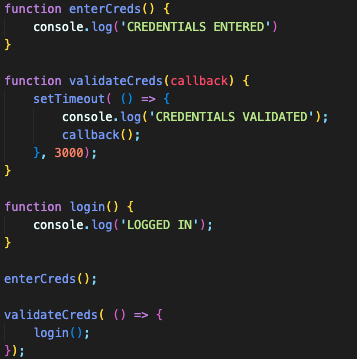 function enterCreds() {
    console.log('CREDENTIALS ENTERED')
}

function validateCreds(callback) {
    setTimeout( () => {
        console.log('CREDENTIALS VALIDATED');
        callback();
    }, 3000);
}

function login() {
    console.log('LOGGED IN');
}

enterCreds();

validateCreds( () => {
    login();
});